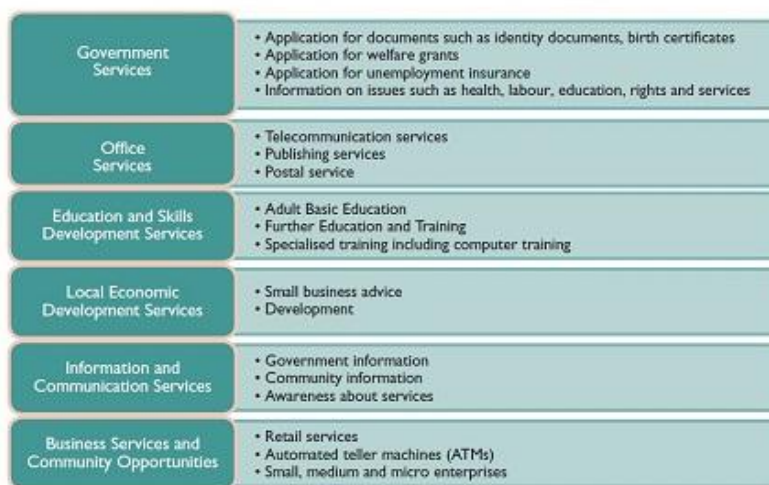 Government
Services
• Application for documents such as identity documents, birth certificates
• Application for welfare grants
• Application for unemployment insurance
• Information on issues such as health, labour, education, rights and services
Office
Services
• Telecommunication services
• Publishing services
• Postal service
Education and Skills
Development Services
• Adult Basic Education
• Further Education and Training
• Specialised training including computer training
Local Economic
Development Services
• Small business advice
• Development
Information and
Communication Services
• Government information
• Community information
• Awareness about services
Business Services and
Community Opportunities
• Retail services
• Automated teller machines (ATMs)
• Small, medium and micro enterprises